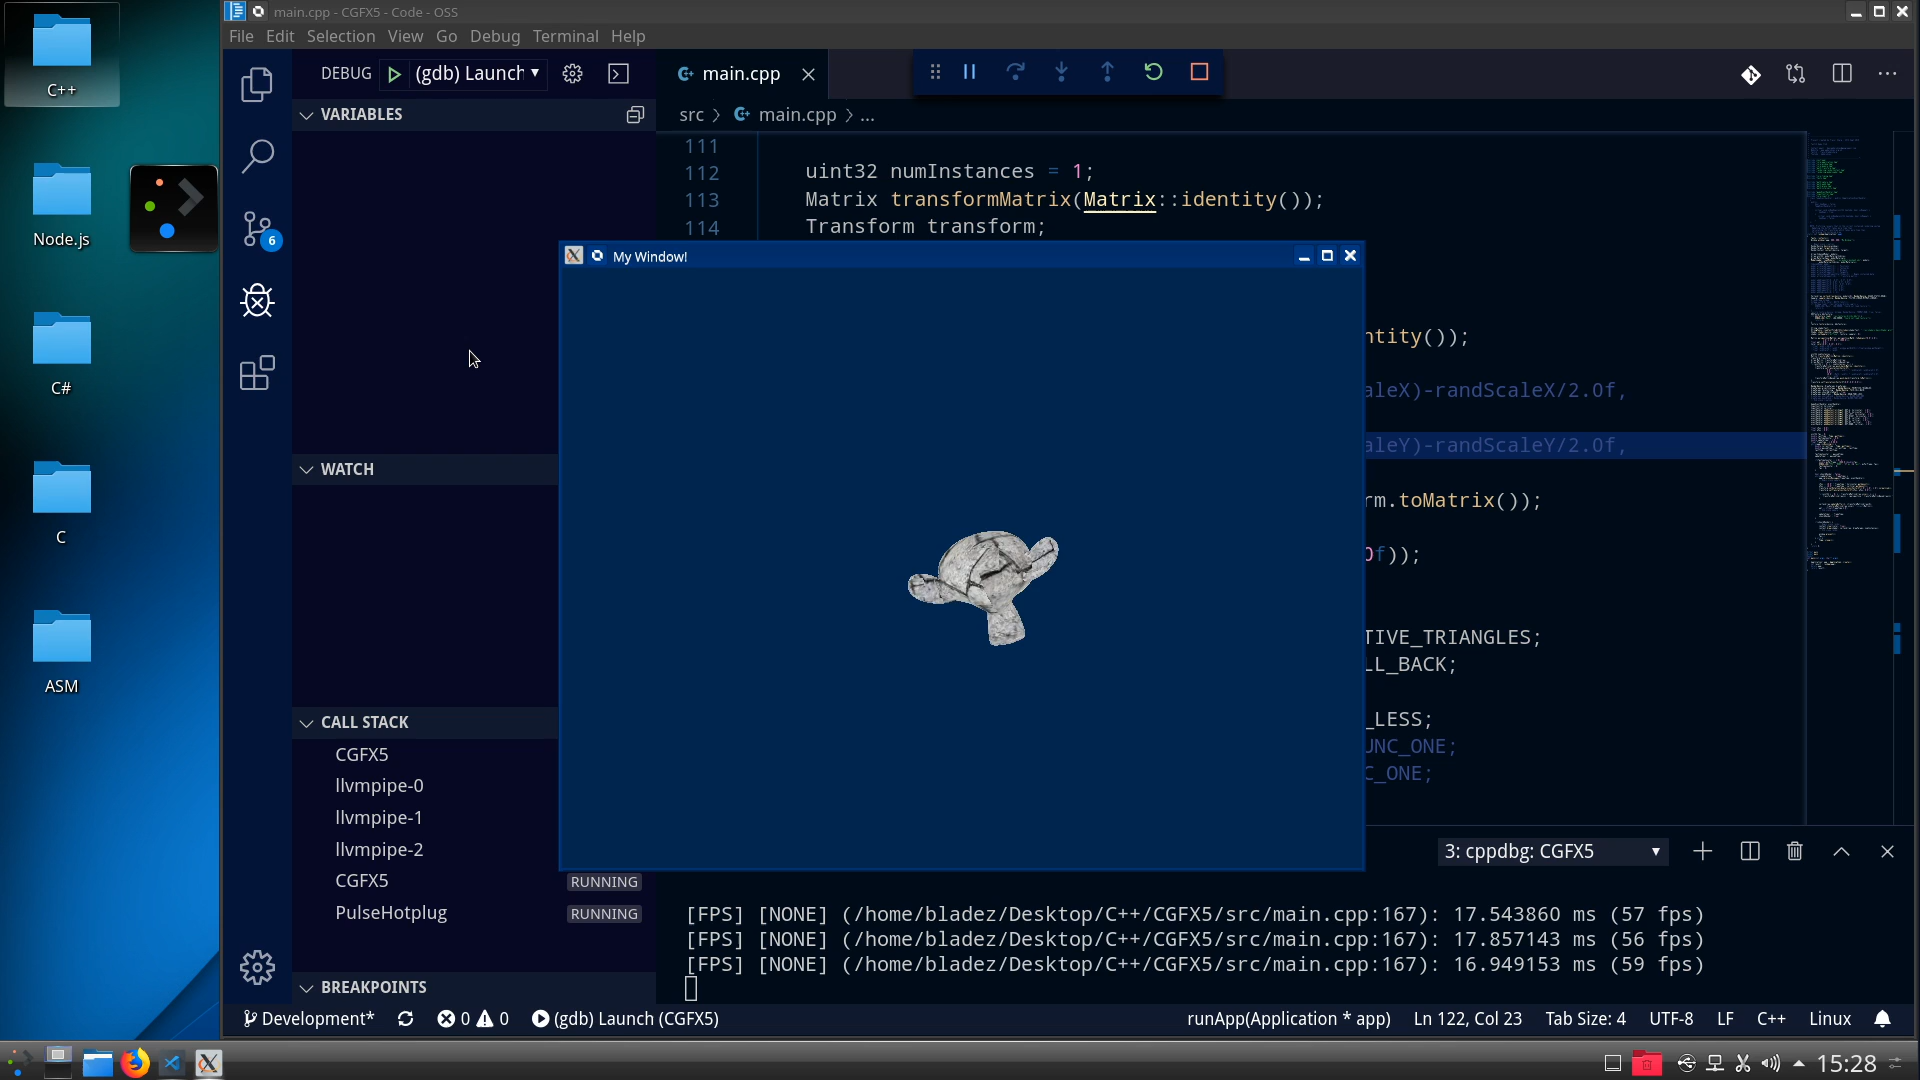 C++
Node.js
C#
C
ASM
main.cpp - CGFX5 - Code - OSS
File Edit Selection View Go Debug Terminal Help
DEBUG (gdb) Launch
VARIABLES
WATCH
CALL STACK
CGFX5
llvmpipe-0
llvmpipe-1
llvmpipe-2
CGFX5 RUNNING
PulseHotplug RUNNING
BREAKPOINTS
6
main.cpp
src > main.cpp > ...
111
112 uint32 numInstances = 1;
113 Matrix transformMatrix(Matrix::identity());
114 Transform transform;
My Window!
ntity());
aleX)-randScaleX/2.0f,
aleY)-randScaleY/2.0f,
rm.toMatrix());
0f));
TIVE_TRIANGLES;
LL_BACK;
_LESS;
UNC_ONE;
C_ONE;
3: cppdbg: CGFX5
[FPS] [NONE] (/home/bladez/Desktop/C++/CGFX5/src/main.cpp:167): 17.543860 ms (57 fps)
[FPS] [NONE] (/home/bladez/Desktop/C++/CGFX5/src/main.cpp:167): 17.857143 ms (56 fps)
[FPS] [NONE] (/home/bladez/Desktop/C++/CGFX5/src/main.cpp:167): 16.949153 ms (59 fps)
Development* 0 0 (gdb) Launch (CGFX5) runApp(Application * app) Ln 122, Col 23 Tab Size: 4 UTF-8 LF C++ Linux
15:28